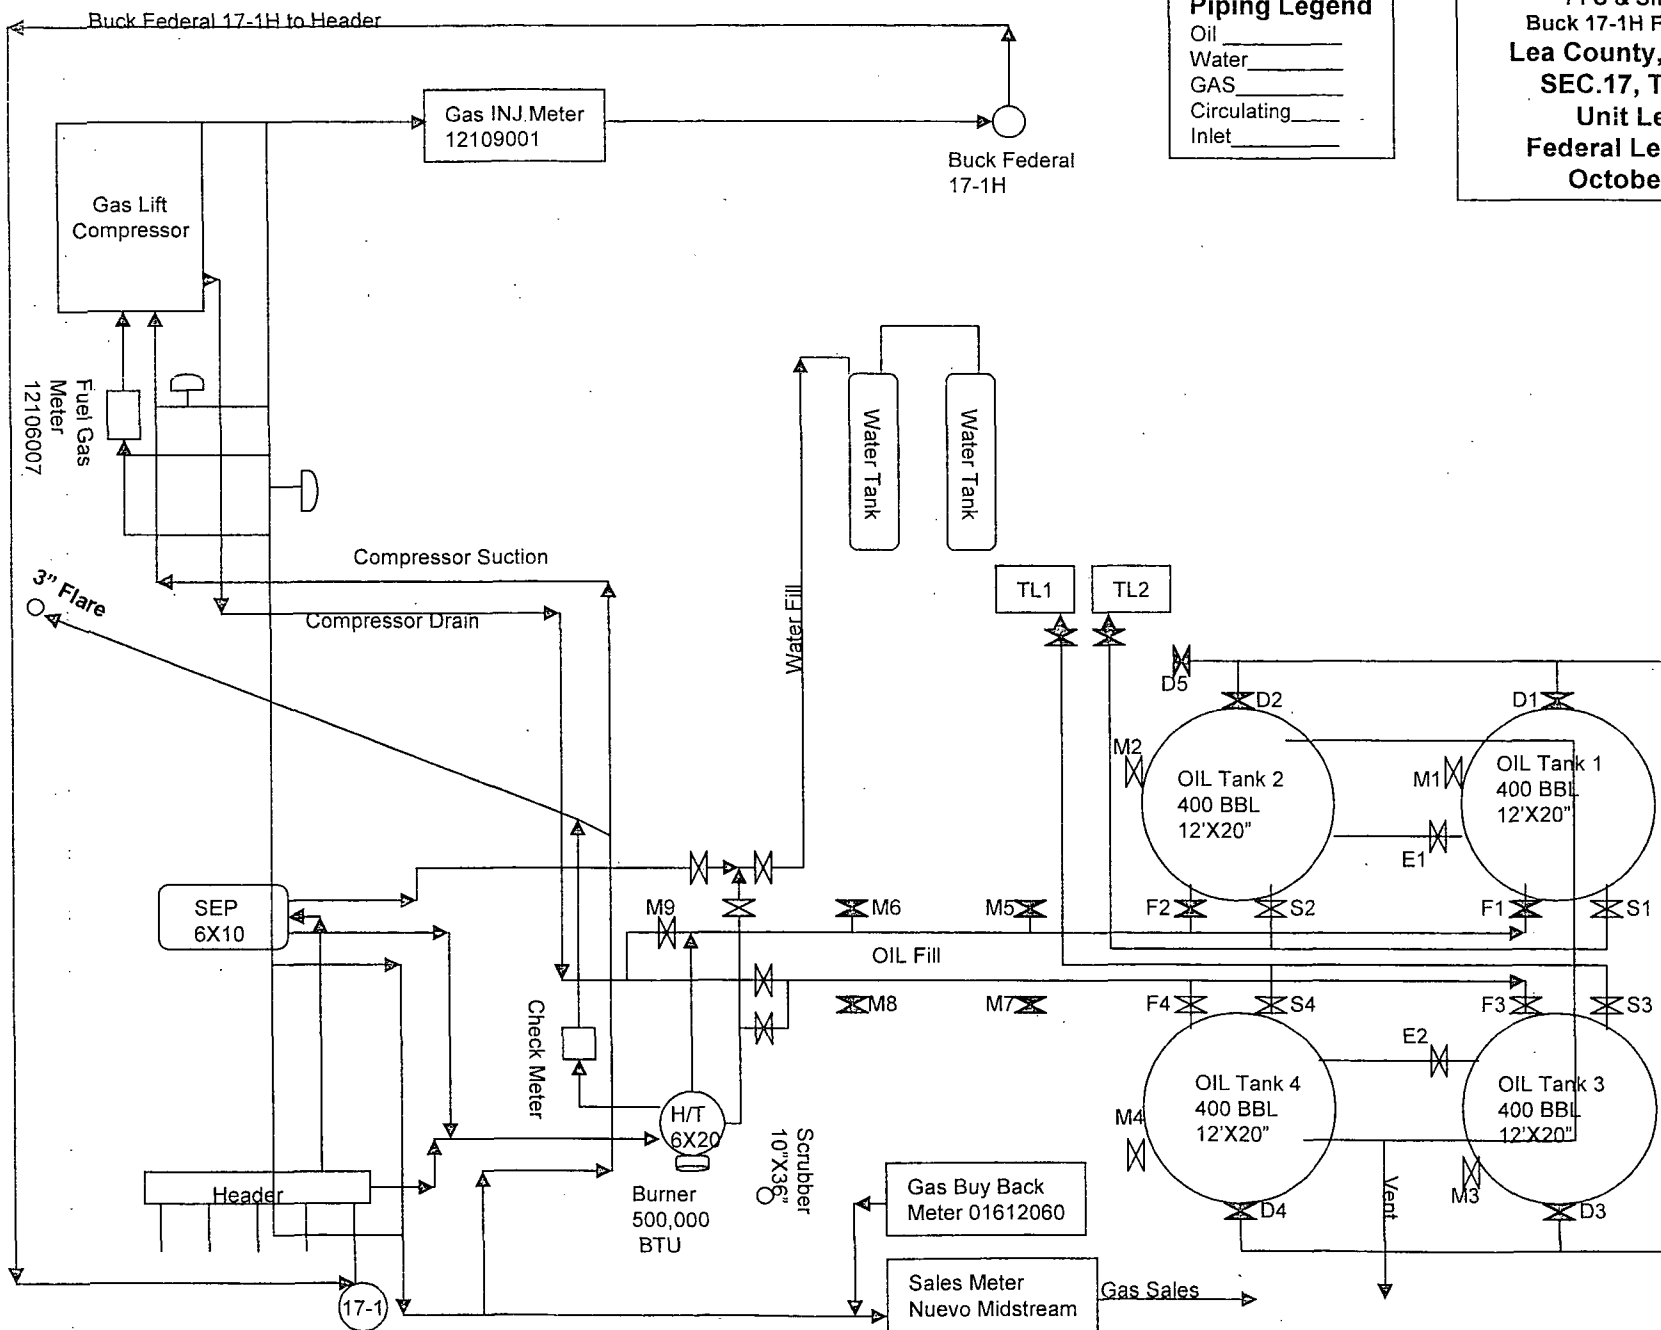 Buck Federal 17-1H to Header
Piping Legend
Oil
Water
GAS
Circulating
Inlet
Buck 17-1H F
Lea County,
SEC.17, T
Unit Le
Federal Le
Octobe
Gas INJ.Meter
12109001
Buck Federal
17-1H
Gas Lift
Compressor
Fuel Gas
Meter
12106007
Water Tank
Water Tank
Compressor Suction
3" Flare
Compressor Drain
Water Fill
TL1
TL2
D5
D2
D1
M2
OIL Tank 2
400 BBL
12'X20"
M1
OIL Tank 1
400 BBL
12'X20"
E1
SEP
6X10
M9
M6
M5
F2
S2
F1
S1
OIL Fill
M8
M7
F4
S4
F3
S3
Check Meter
E2
H/T
6X20
M4
OIL Tank 4
400 BBL
12'X20"
OIL Tank 3
400 BBL
12'X20"
M3
Scrubber
10"X36"
Header
Burner
500,000
BTU
Gas Buy Back
Meter 01612060
D4
Vent
D3
17-1
Sales Meter
Nuevo Midstream
Gas Sales